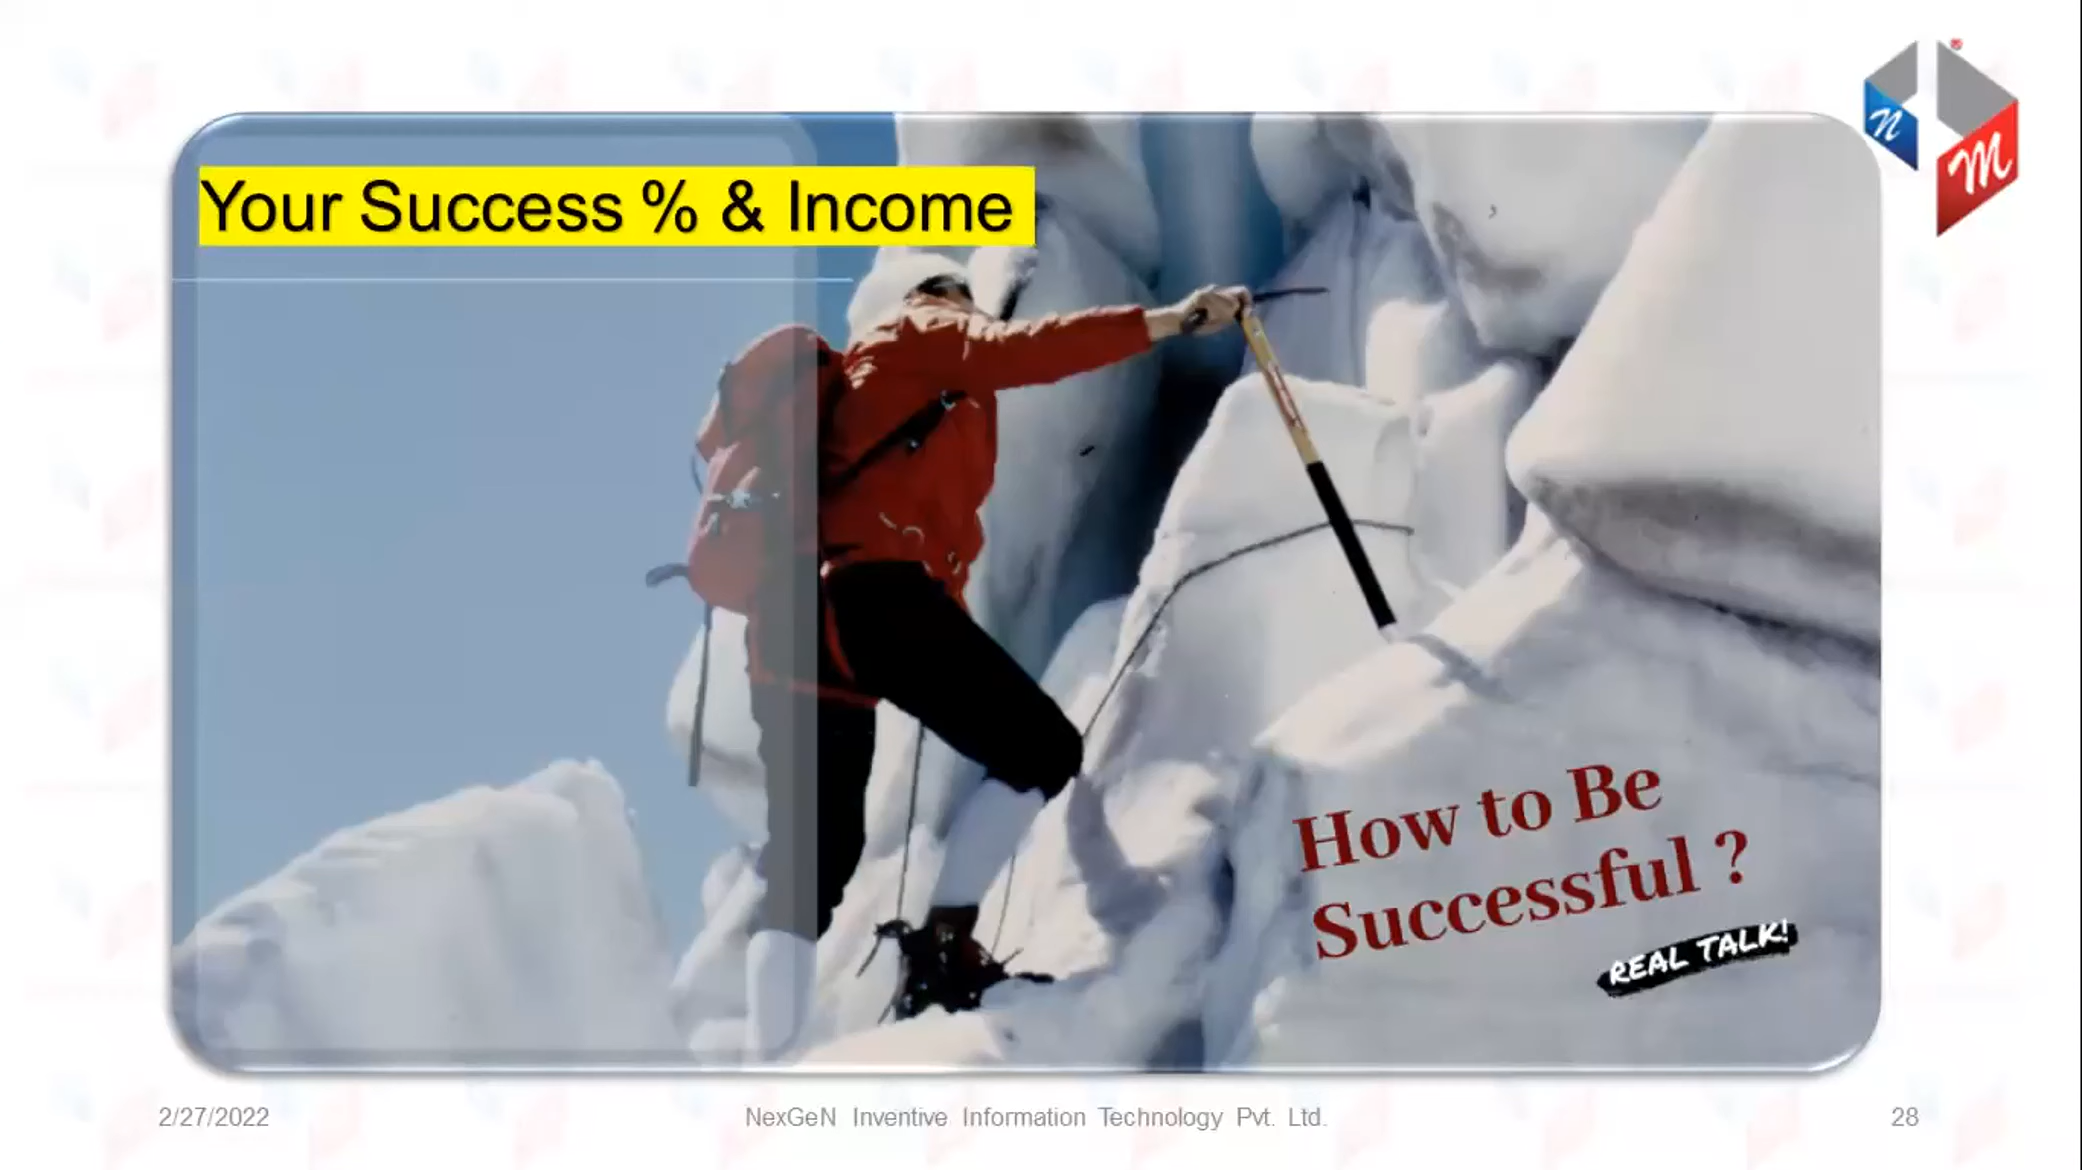 n
m
Your Success % & Income
How to Be
Successful ?
REAL TALK!
2/27/2022
NexGeN Inventive Information Technology Pvt. Ltd.
28